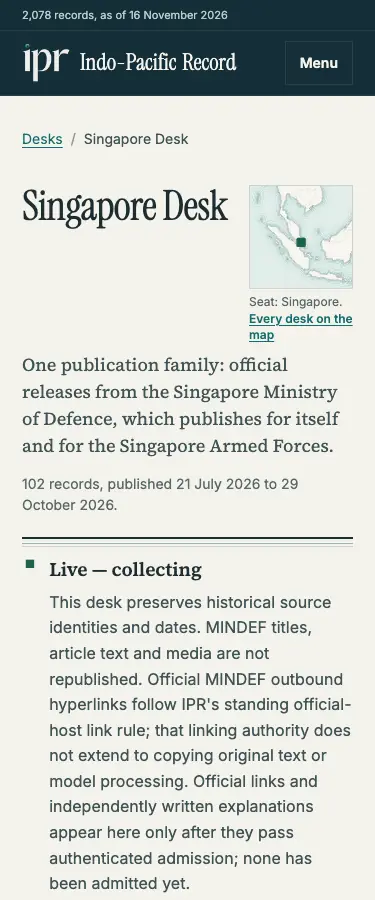 2,078 records, as of 16 November 2026
ipr Indo-Pacific Record
Menu
Desks / Singapore Desk
Singapore Desk
Seat: Singapore.
Every desk on the
map
One publication family: official
releases from the Singapore Ministry
of Defence, which publishes for itself
and for the Singapore Armed Forces.
102 records, published 21 July 2026 to 29
October 2026.
Live — collecting
This desk preserves historical source
identities and dates. MINDEF titles,
article text and media are not
republished. Official MINDEF outbound
hyperlinks follow IPR's standing official-
host link rule; that linking authority does
not extend to copying original text or
model processing. Official links and
independently written explanations
appear here only after they pass
authenticated admission; none has
been admitted yet.